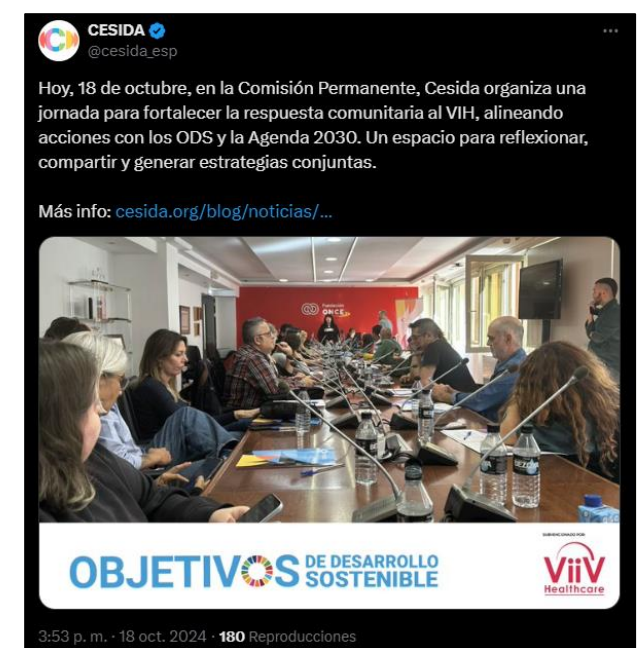 CESIDA
@cesida_esp
Hoy, 18 de octubre, en la Comisión Permanente, Cesida organiza una
jornada para fortalecer la respuesta comunitaria al VIH, alineando
acciones con los ODS y la Agenda 2030. Un espacio para reflexionar,
compartir y generar estrategias conjuntas.
Más info: cesida.org/blog/noticias/...
Fundación
ONCE
OBJETIVOS DE DESARROLLO
SOSTENIBLE
SUBVENCIONADO POR:
ViiV
Healthcare
3:53 p. m. · 18 oct. 2024 · 180 Reproducciones